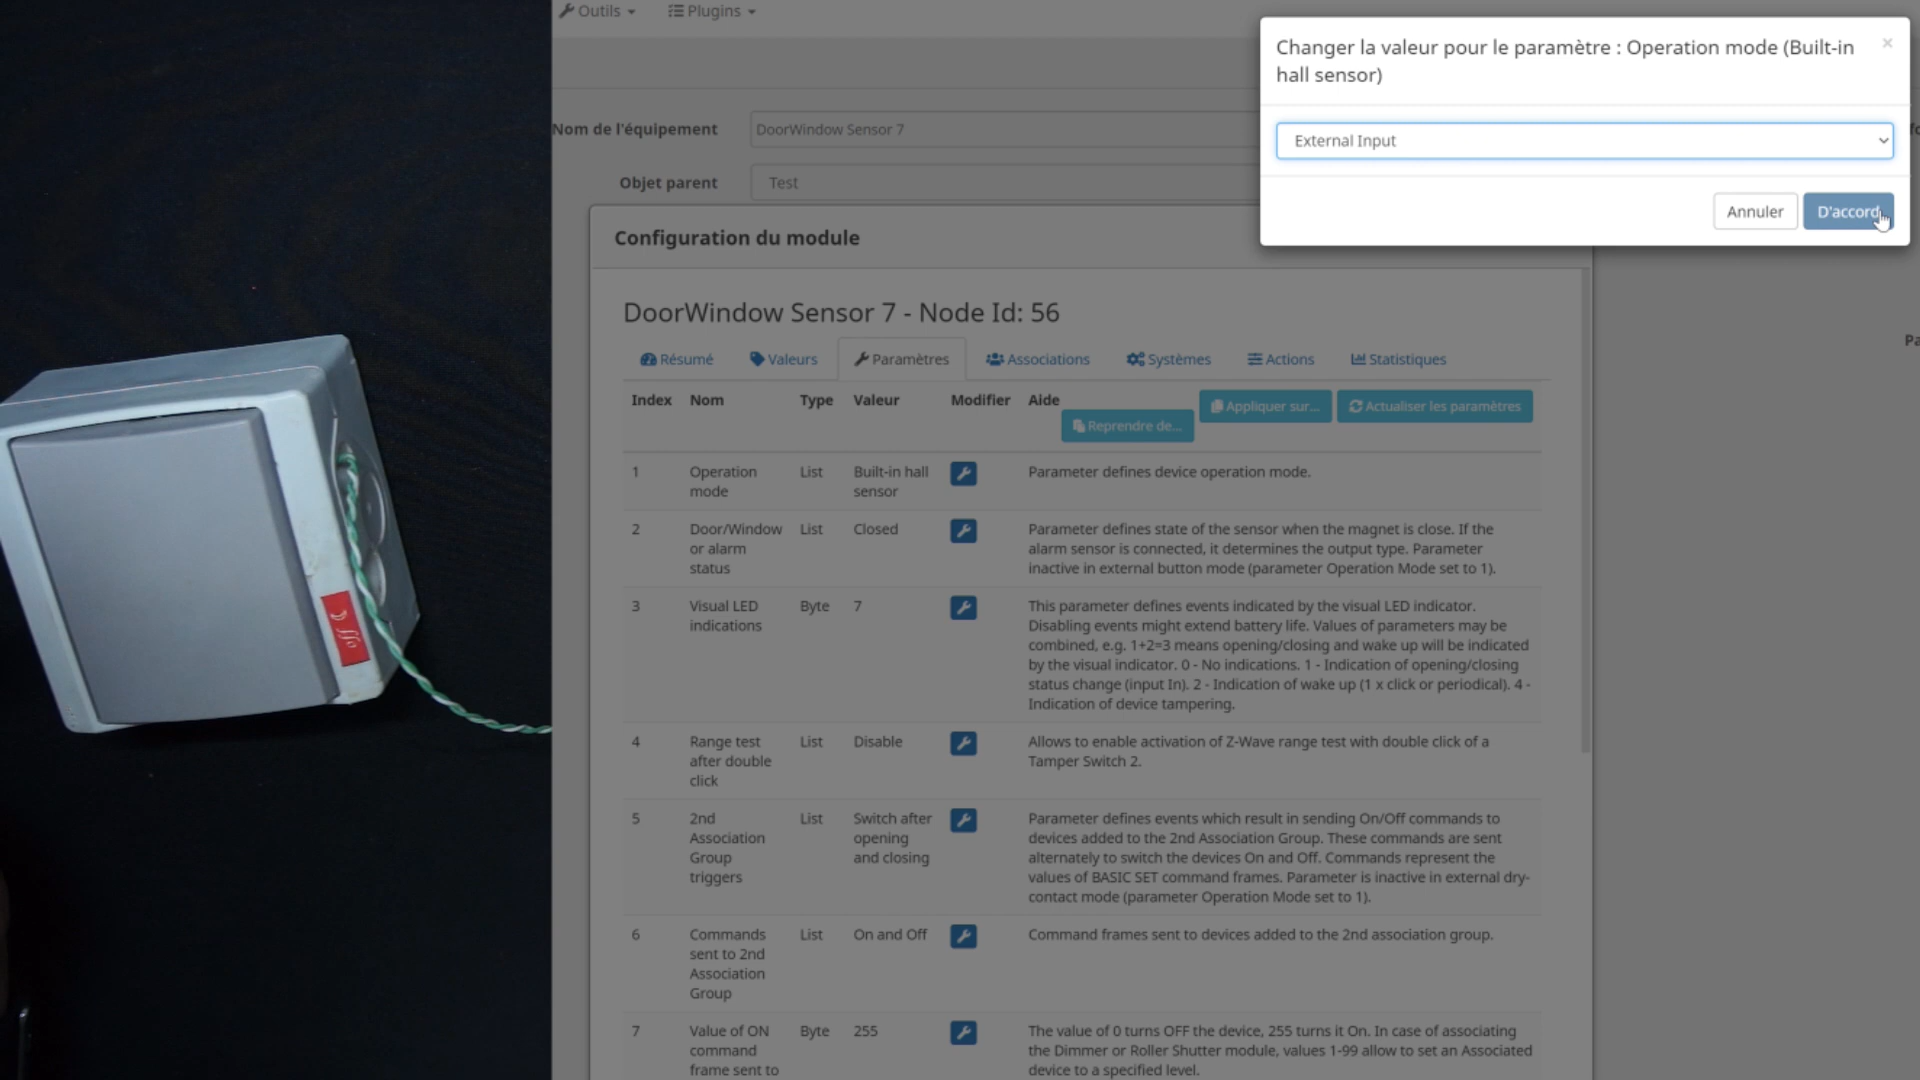 Outils
Plugins
Changer la valeur pour le paramètre : Operation mode (Built-in
hall sensor)
×
External Input
Annuler
D'accord
Nom de l'équipement
DoorWindow Sensor 7
Objet parent
Test
Configuration du module
DoorWindow Sensor 7 - Node Id: 56
Résumé
Valeurs
Paramètres
Associations
Systèmes
Actions
Statistiques
Index Nom Type Valeur Modifier Aide
Appliquer sur...
Actualiser les paramètres
Reprendre de...
1 Operation List Built-in hall Parameter defines device operation mode.
mode sensor
2 Door/Window List Closed Parameter defines state of the sensor when the magnet is close. If the
or alarm alarm sensor is connected, it determines the output type. Parameter
status inactive in external button mode (parameter Operation Mode set to 1).
3 Visual LED Byte 7 This parameter defines events indicated by the visual LED indicator.
indications Disabling events might extend battery life. Values of parameters may be
combined, e.g. 1+2=3 means opening/closing and wake up will be indicated
by the visual indicator. 0 - No indications. 1 - Indication of opening/closing
status change (input In). 2 - Indication of wake up (1 x click or periodical). 4 -
Indication of device tampering.
4 Range test List Disable Allows to enable activation of Z-Wave range test with double click of a
after double Tamper Switch 2.
click
5 2nd List Switch after Parameter defines events which result in sending On/Off commands to
Association opening devices added to the 2nd Association Group. These commands are sent
Group and closing alternately to switch the devices On and Off. Commands represent the
triggers values of BASIC SET command frames. Parameter is inactive in external dry-
contact mode (parameter Operation Mode set to 1).
6 Commands List On and Off Command frames sent to devices added to the 2nd association group.
sent to 2nd
Association
Group
7 Value of ON Byte 255 The value of 0 turns OFF the device, 255 turns it On. In case of associating
command the Dimmer or Roller Shutter module, values 1-99 allow to set an Associated
frame sent to device to a specified level.